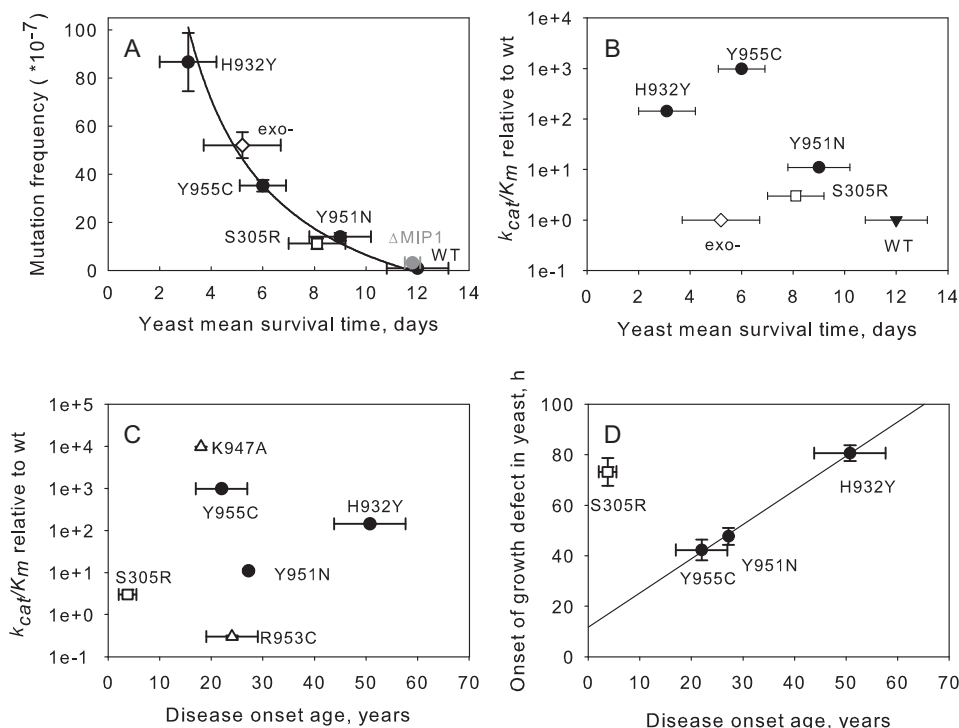 A
Mutation frequency ( *10^-7)
100
80
60
40
20
0
H932Y
exo-
Y955C
Y951N
S305R
ΔMIP1
WT
0 2 4 6 8 10 12 14
Yeast mean survival time, days
B
k_cat/K_m relative to wt
1e+4
1e+3
1e+2
1e+1
1e+0
1e-1
Y955C
H932Y
Y951N
S305R
exo-
WT
0 2 4 6 8 10 12 14
Yeast mean survival time, days
C
k_cat/K_m relative to wt
1e+5
1e+4
1e+3
1e+2
1e+1
1e+0
1e-1
K947A
Y955C
H932Y
S305R
Y951N
R953C
0 10 20 30 40 50 60 70
Disease onset age, years
D
Onset of growth defect in yeast, h
100
80
60
40
20
0
S305R
H932Y
Y955C
Y951N
0 10 20 30 40 50 60 70
Disease onset age, years